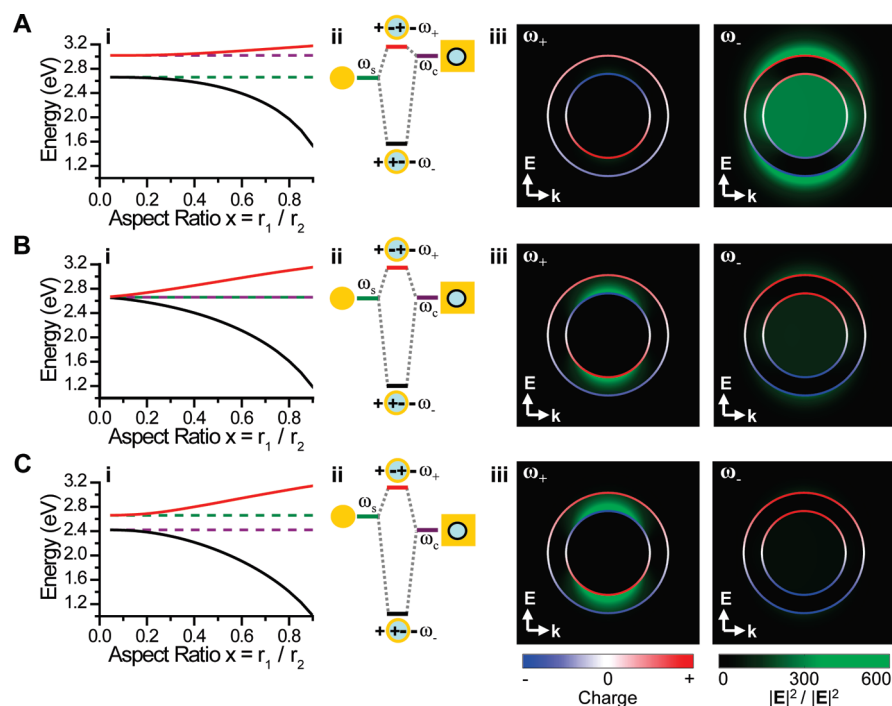 A
i
ii
iii
Energy (eV)
3.2
2.8
2.4
2.0
1.6
1.2
0.0 0.2 0.4 0.6 0.8
Aspect Ratio x = r₁ / r₂
+ -+ - ω₊
ωₛ
ω꜀
+ +- - ω₋
ω₊
E
k
ω₋
E
k
B
i
ii
iii
Energy (eV)
3.2
2.8
2.4
2.0
1.6
1.2
0.0 0.2 0.4 0.6 0.8
Aspect Ratio x = r₁ / r₂
+ -+ - ω₊
ωₛ
ω꜀
+ +- - ω₋
ω₊
E
k
ω₋
E
k
C
i
ii
iii
Energy (eV)
3.2
2.8
2.4
2.0
1.6
1.2
0.0 0.2 0.4 0.6 0.8
Aspect Ratio x = r₁ / r₂
+ -+ - ω₊
ωₛ
ω꜀
+ +- - ω₋
ω₊
E
k
ω₋
E
k
- 0 +
Charge
0 300 600
|E|² / |E|²